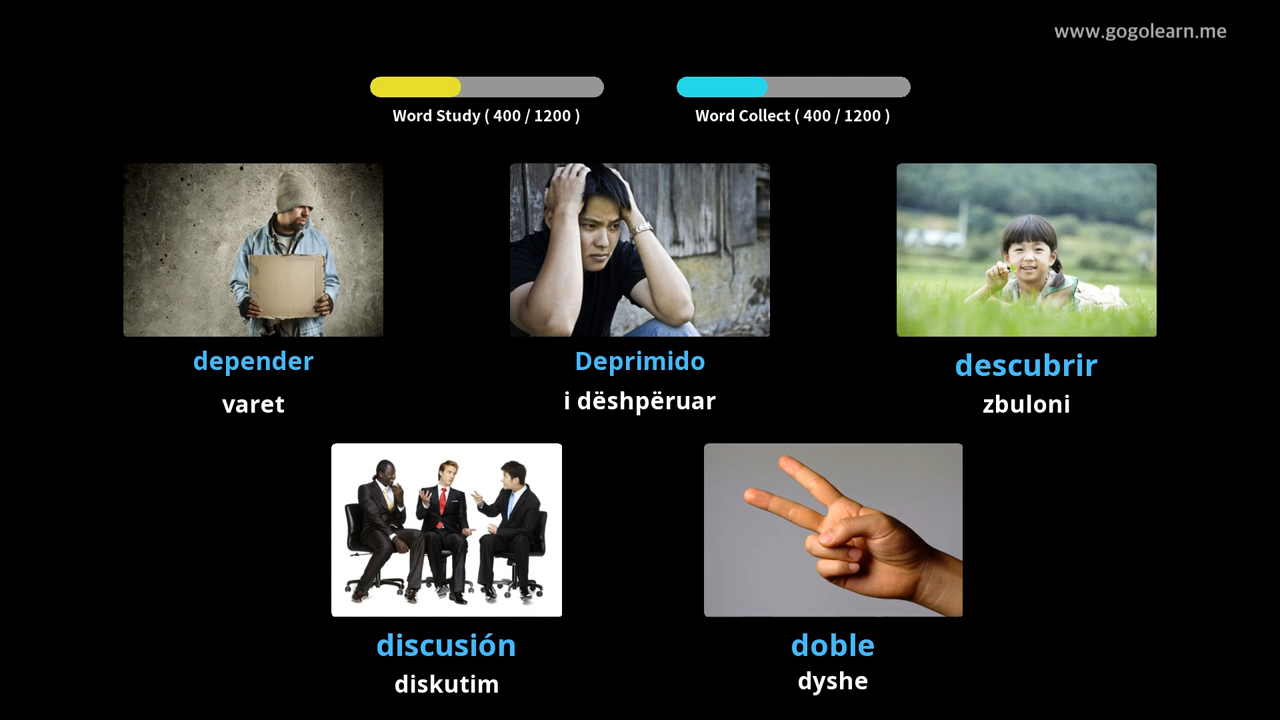 www.gogolearn.me
Word Study ( 400 / 1200 )
Word Collect ( 400 / 1200 )
depender
Deprimido
descubrir
varet
i dëshpëruar
zbuloni
discusión
doble
diskutim
dyshe